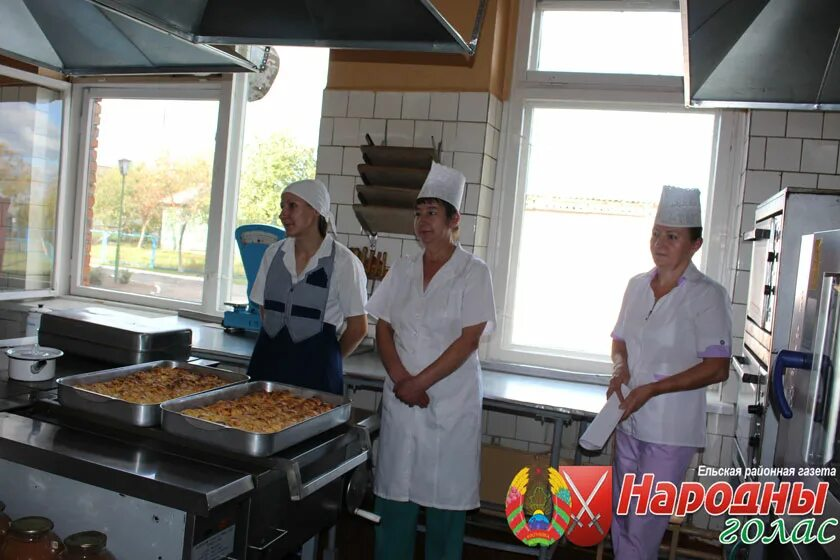 Ельская районная газета
Народны
голас